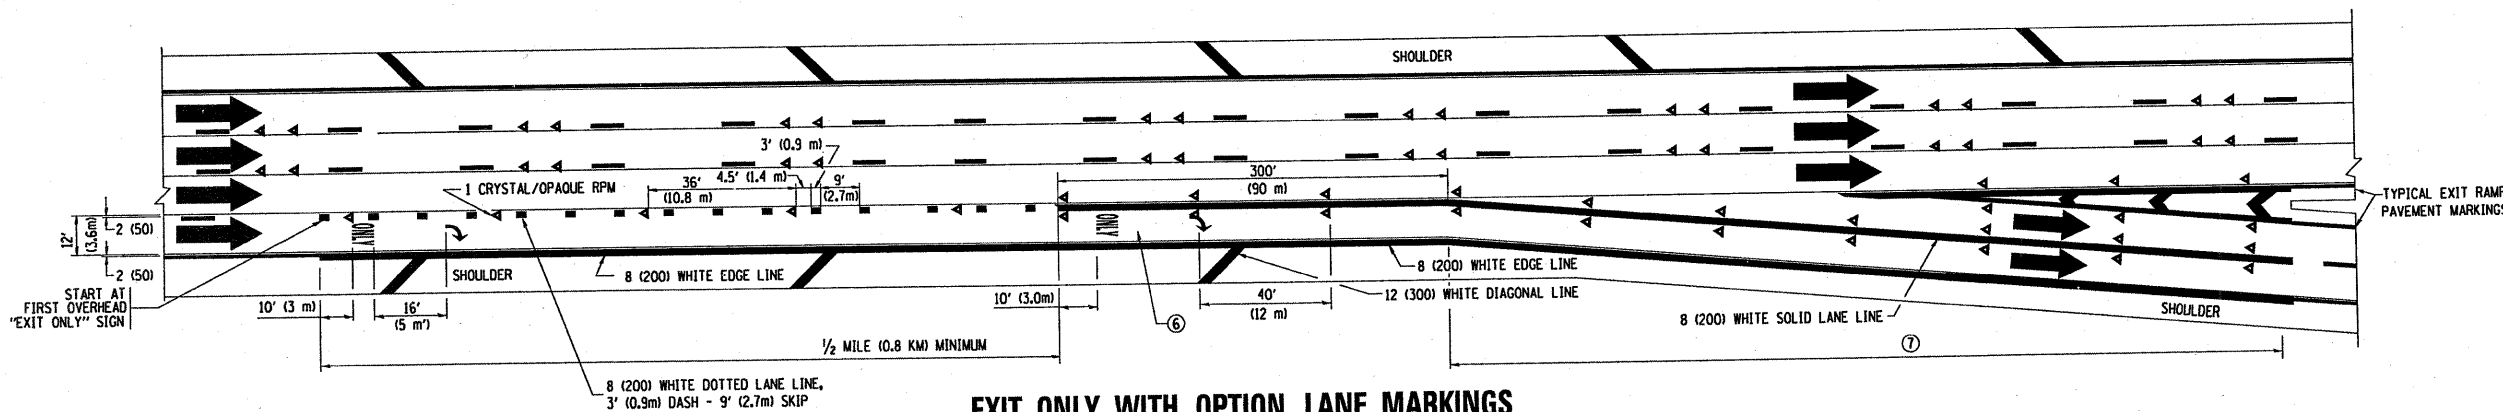 SHOULDER
3' (0.9 m)
300'
(90 m)
36'
(10.8 m)
4.5' (1.4 m)
9'
(2.7m)
1 CRYSTAL/OPAQUE RPM
TYPICAL EXIT RAMP
PAVEMENT MARKINGS
12'
(3.6m)
2 (50)
2 (50)
ONLY
ONLY
SHOULDER
8 (200) WHITE EDGE LINE
8 (200) WHITE EDGE LINE
START AT
FIRST OVERHEAD
"EXIT ONLY" SIGN
10' (3 m)
16'
(5 m')
10' (3.0m)
40'
(12 m)
12 (300) WHITE DIAGONAL LINE
6
8 (200) WHITE SOLID LANE LINE
SHOULDER
1/2 MILE (0.8 KM) MINIMUM
7
8 (200) WHITE DOTTED LANE LINE,
3' (0.9m) DASH - 9' (2.7m) SKIP
EXIT ONLY WITH OPTION LANE MARKINGS